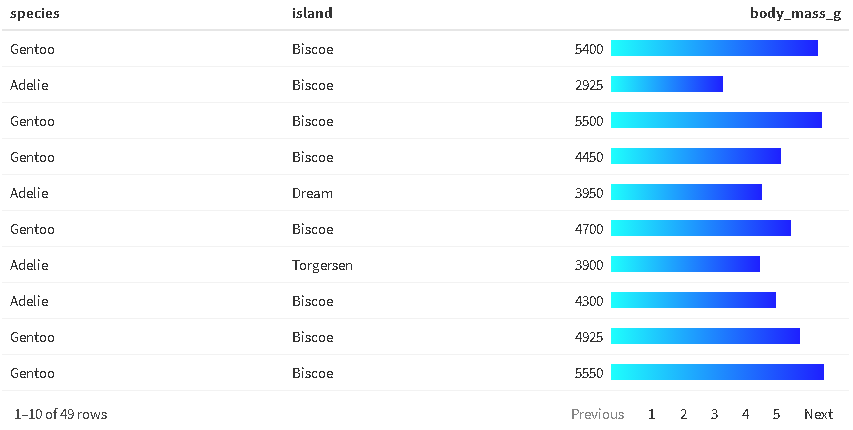 species island body_mass_g
Gentoo Biscoe 5400
Adelie Biscoe 2925
Gentoo Biscoe 5500
Gentoo Biscoe 4450
Adelie Dream 3950
Gentoo Biscoe 4700
Adelie Torgersen 3900
Adelie Biscoe 4300
Gentoo Biscoe 4925
Gentoo Biscoe 5550
1–10 of 49 rows Previous 1 2 3 4 5 Next